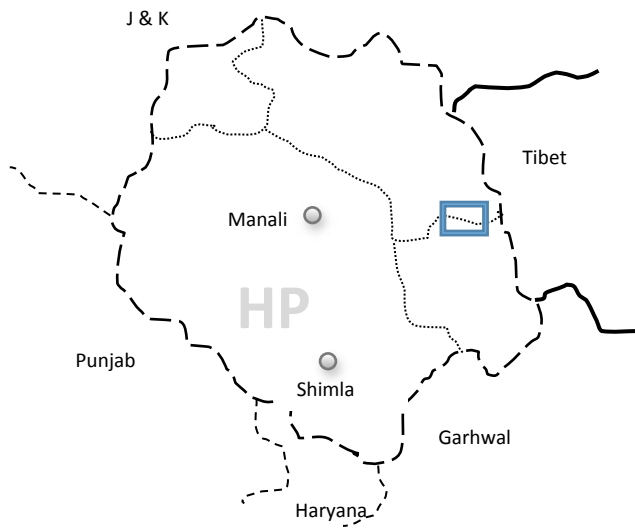 J & K
Tibet
Manali
HP
Punjab
Shimla
Garhwal
Haryana